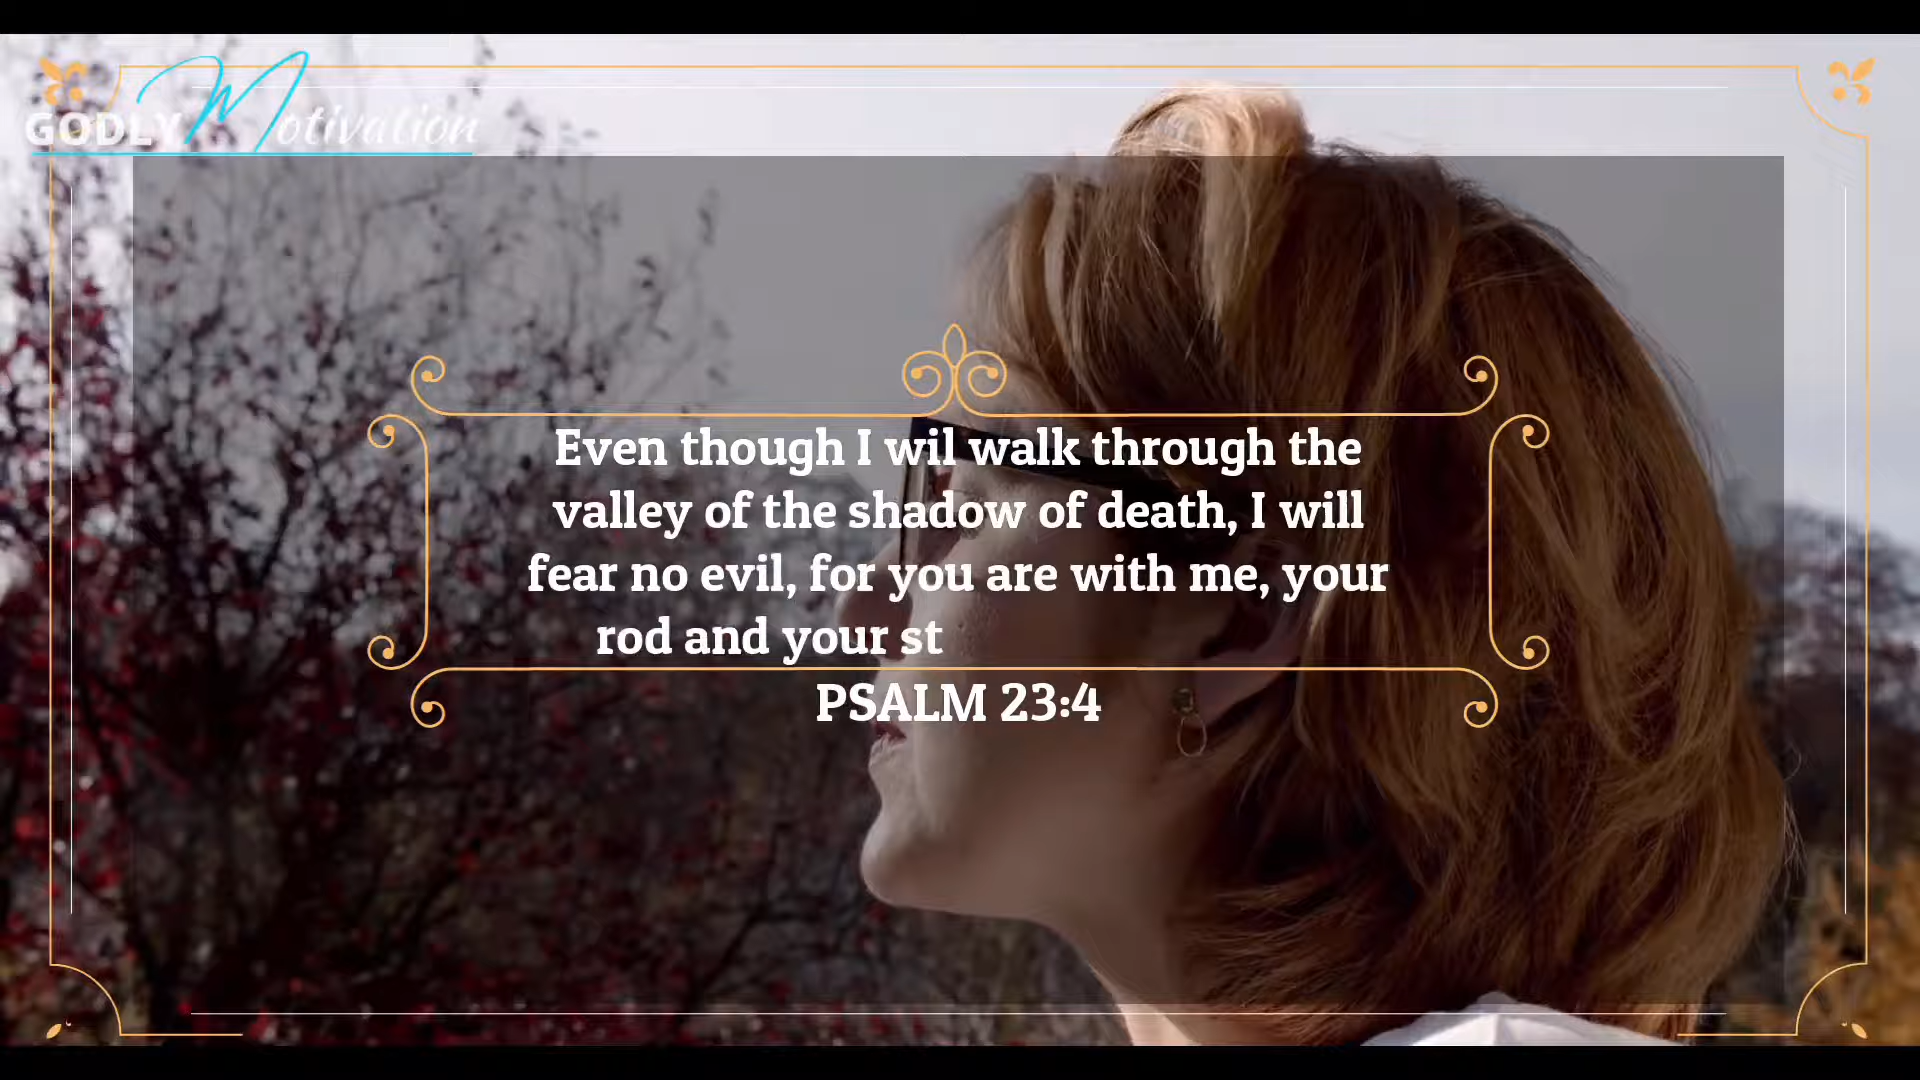 GODLY Motivation
Even though I wil walk through the
valley of the shadow of death, I will
fear no evil, for you are with me, your
rod and your st
PSALM 23:4